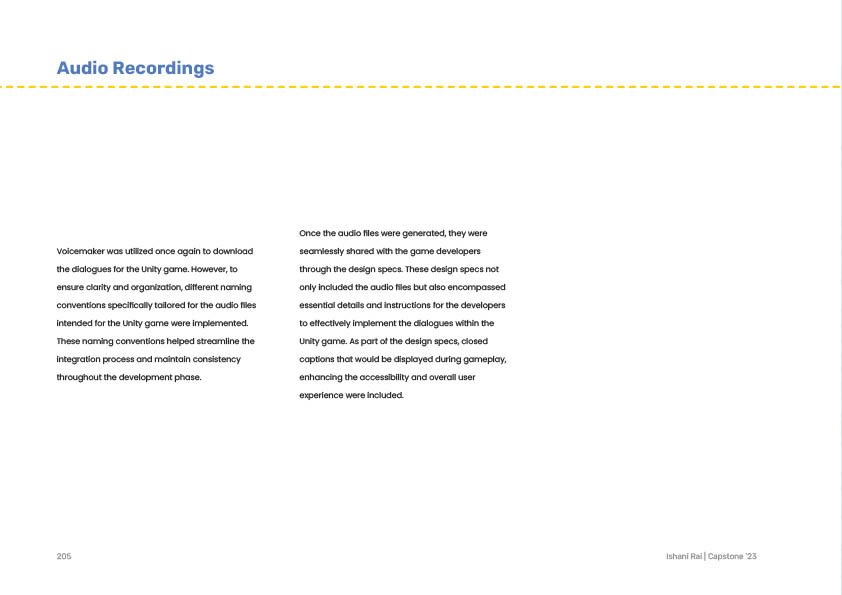 Audio Recordings
Voicemaker was utilized once again to download
the dialogues for the Unity game. However, to
ensure clarity and organization, different naming
conventions specifically tailored for the audio files
intended for the Unity game were implemented.
These naming conventions helped streamline the
integration process and maintain consistency
throughout the development phase.
Once the audio files were generated, they were
seamlessly shared with the game developers
through the design specs. These design specs not
only included the audio files but also encompassed
essential details and instructions for the developers
to effectively implement the dialogues within the
Unity game. As part of the design specs, closed
captions that would be displayed during gameplay,
enhancing the accessibility and overall user
experience were included.
205
Ishani Rai | Capstone '23